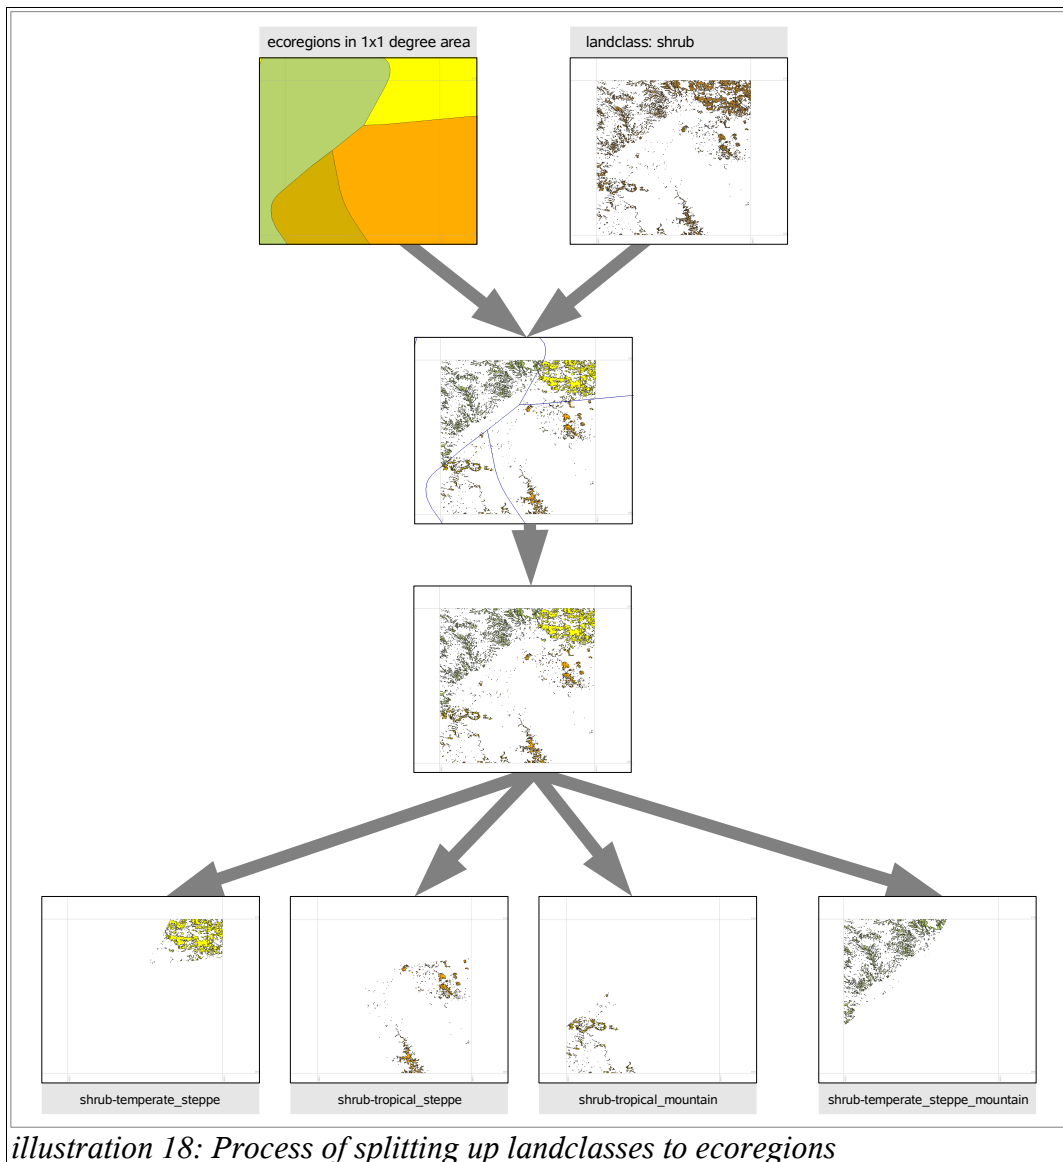 ecoregions in 1x1 degree area
landclass: shrub
shrub-temperate_steppe
shrub-tropical_steppe
shrub-tropical_mountain
shrub-temperate_steppe_mountain
illustration 18: Process of splitting up landclasses to ecoregions